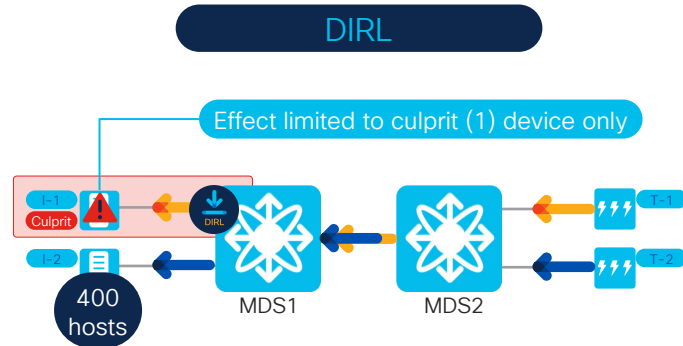 DIRL
Effect limited to culprit (1) device only
I-1
Culprit
DIRL
T-1
I-2
T-2
400
hosts
MDS1
MDS2